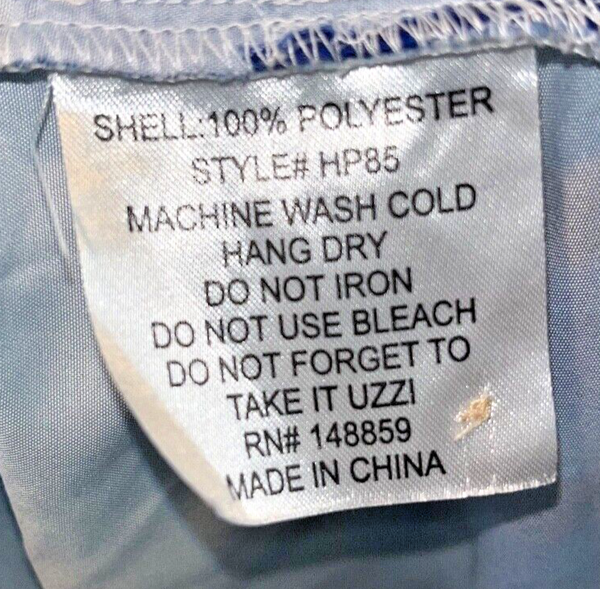 SHELL:100% POLYESTER
STYLE# HP85
MACHINE WASH COLD
HANG DRY
DO NOT IRON
DO NOT USE BLEACH
DO NOT FORGET TO
TAKE IT UZZI
RN# 148859
MADE IN CHINA